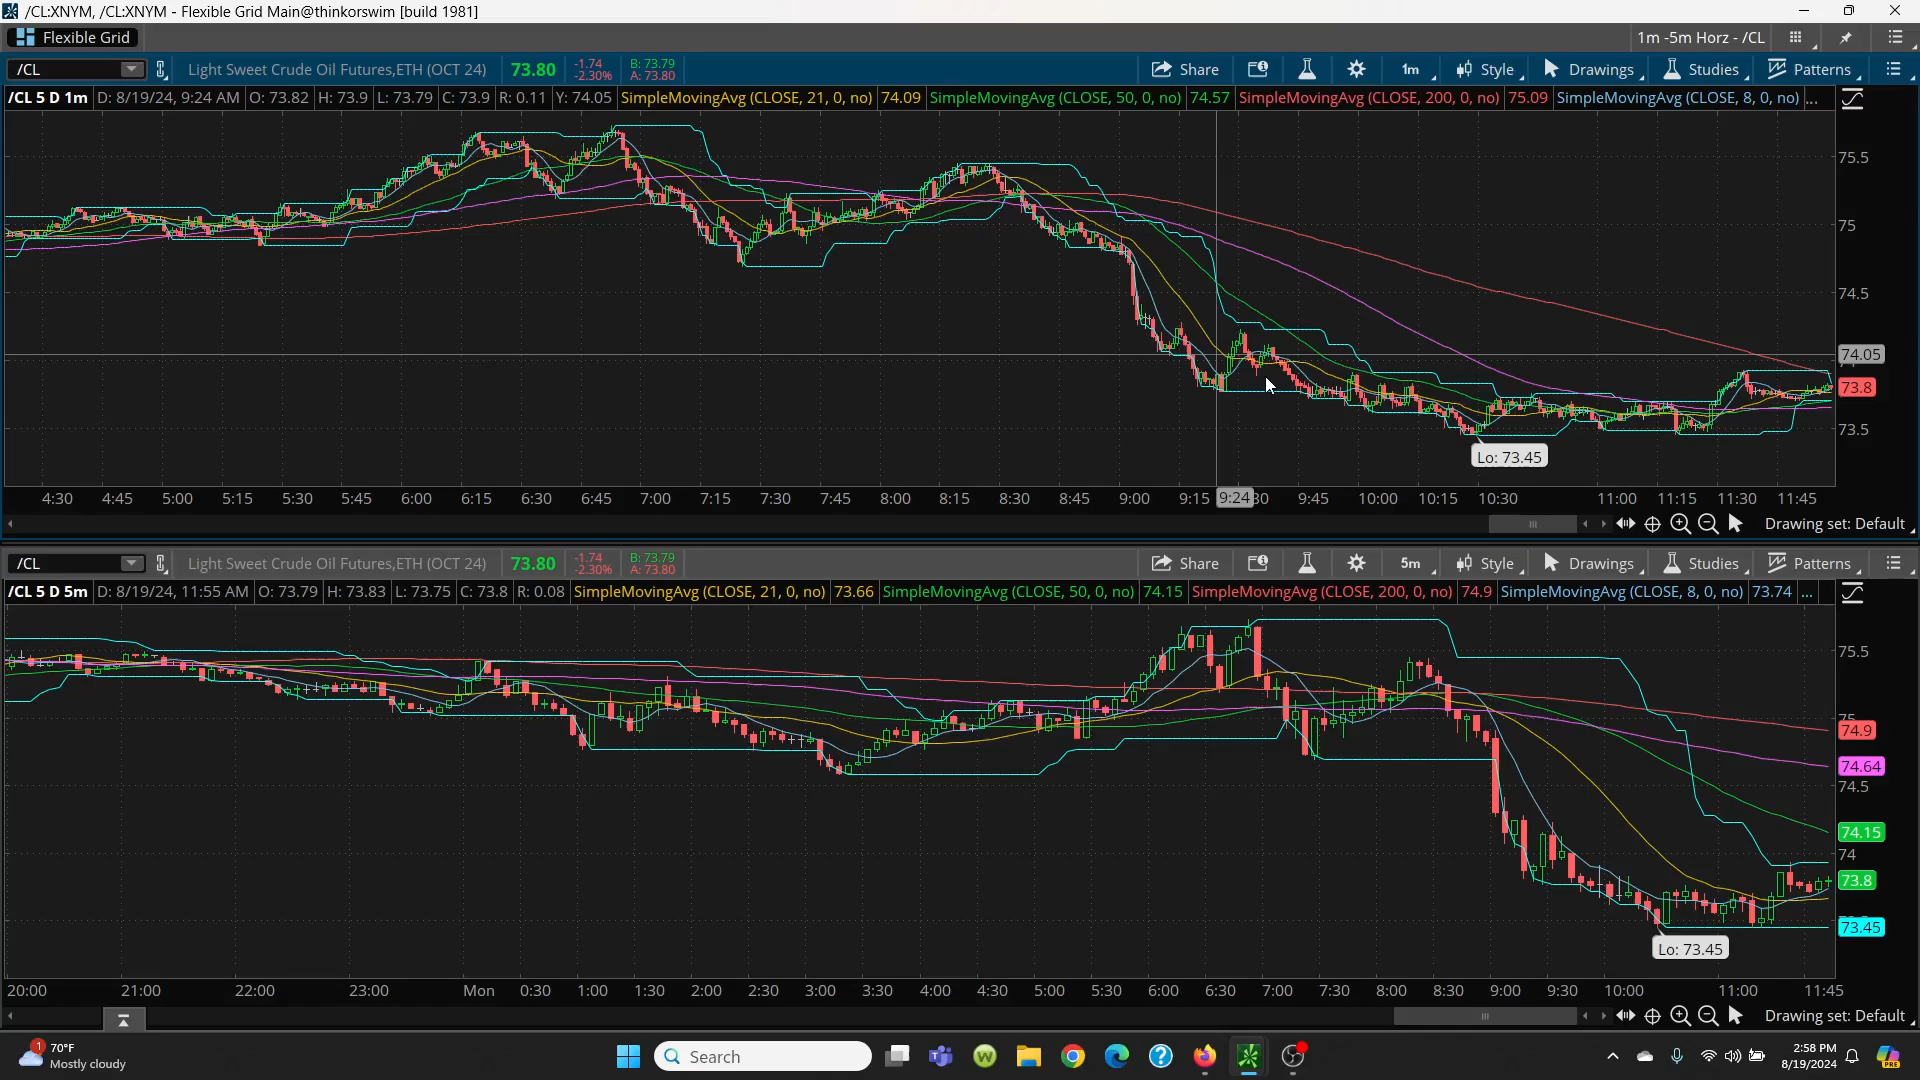 /CL:XNYM, /CL:XNYM - Flexible Grid Main@thinkorswim [build 1981]
Flexible Grid
1m -5m Horz - /CL
/CL
Light Sweet Crude Oil Futures,ETH (OCT 24)
73.80
-1.74
-2.30%
B: 73.79
A: 73.80
Share
1m
Style
Drawings
Studies
Patterns
/CL 5 D 1m D: 8/19/24, 9:24 AM O: 73.82 H: 73.9 L: 73.79 C: 73.9 R: 0.11 Y: 74.05 SimpleMovingAvg (CLOSE, 21, 0, no) 74.09 SimpleMovingAvg (CLOSE, 50, 0, no) 74.57 SimpleMovingAvg (CLOSE, 200, 0, no) 75.09 SimpleMovingAvg (CLOSE, 8, 0, no) ...
75.5
75
74.5
74.05
73.8
73.5
Lo: 73.45
4:30 4:45 5:00 5:15 5:30 5:45 6:00 6:15 6:30 6:45 7:00 7:15 7:30 7:45 8:00 8:15 8:30 8:45 9:00 9:15 9:24 30 9:45 10:00 10:15 10:30 11:00 11:15 11:30 11:45
Drawing set: Default
/CL
Light Sweet Crude Oil Futures,ETH (OCT 24)
73.80
-1.74
-2.30%
B: 73.79
A: 73.80
Share
5m
Style
Drawings
Studies
Patterns
/CL 5 D 5m D: 8/19/24, 11:55 AM O: 73.79 H: 73.83 L: 73.75 C: 73.8 R: 0.08 SimpleMovingAvg (CLOSE, 21, 0, no) 73.66 SimpleMovingAvg (CLOSE, 50, 0, no) 74.15 SimpleMovingAvg (CLOSE, 200, 0, no) 74.9 SimpleMovingAvg (CLOSE, 8, 0, no) 73.74 ...
75.5
75
74.9
74.64
74.5
74.15
74
73.8
73.45
Lo: 73.45
20:00 21:00 22:00 23:00 Mon 0:30 1:00 1:30 2:00 2:30 3:00 3:30 4:00 4:30 5:00 5:30 6:00 6:30 7:00 7:30 8:00 8:30 9:00 9:30 10:00 11:00 11:45
Drawing set: Default
1
70°F
Mostly cloudy
Search
2:58 PM
8/19/2024
PRE